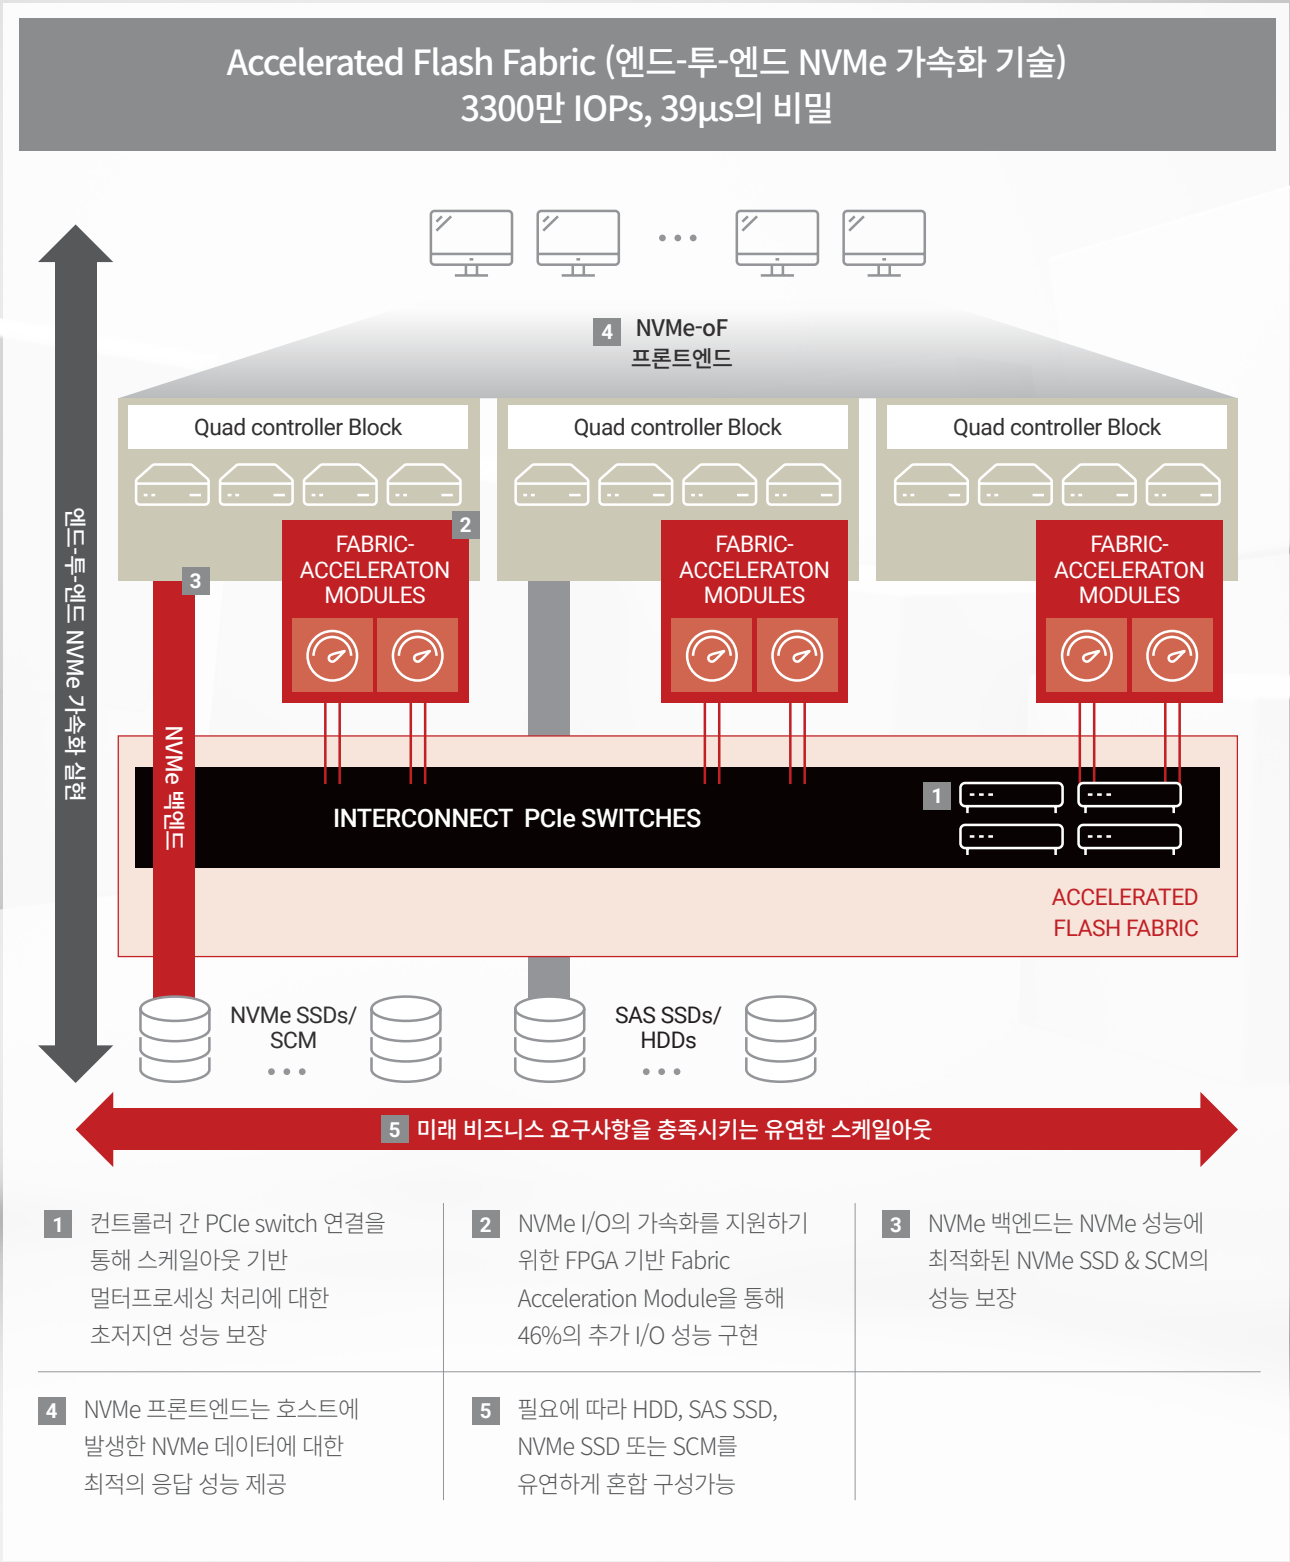 Accelerated Flash Fabric (엔드-투-엔드 NVMe 가속화 기술)
3300만 IOPs, 39μs의 비밀
4 NVMe-oF
프론트엔드
Quad controller Block
Quad controller Block
Quad controller Block
2
FABRIC-
ACCELERATON
MODULES
FABRIC-
ACCELERATON
MODULES
FABRIC-
ACCELERATON
MODULES
3
엔드-투-엔드 NVMe 가속화 실현
NVMe 백엔드
INTERCONNECT PCIe SWITCHES
1
ACCELERATED
FLASH FABRIC
NVMe SSDs/
SCM
SAS SSDs/
HDDs
5 미래 비즈니스 요구사항을 충족시키는 유연한 스케일아웃
1 컨트롤러 간 PCIe switch 연결을
통해 스케일아웃 기반
멀터프로세싱 처리에 대한
초저지연 성능 보장
2 NVMe I/O의 가속화를 지원하기
위한 FPGA 기반 Fabric
Acceleration Module을 통해
46%의 추가 I/O 성능 구현
3 NVMe 백엔드는 NVMe 성능에
최적화된 NVMe SSD & SCM의
성능 보장
4 NVMe 프론트엔드는 호스트에
발생한 NVMe 데이터에 대한
최적의 응답 성능 제공
5 필요에 따라 HDD, SAS SSD,
NVMe SSD 또는 SCM를
유연하게 혼합 구성가능